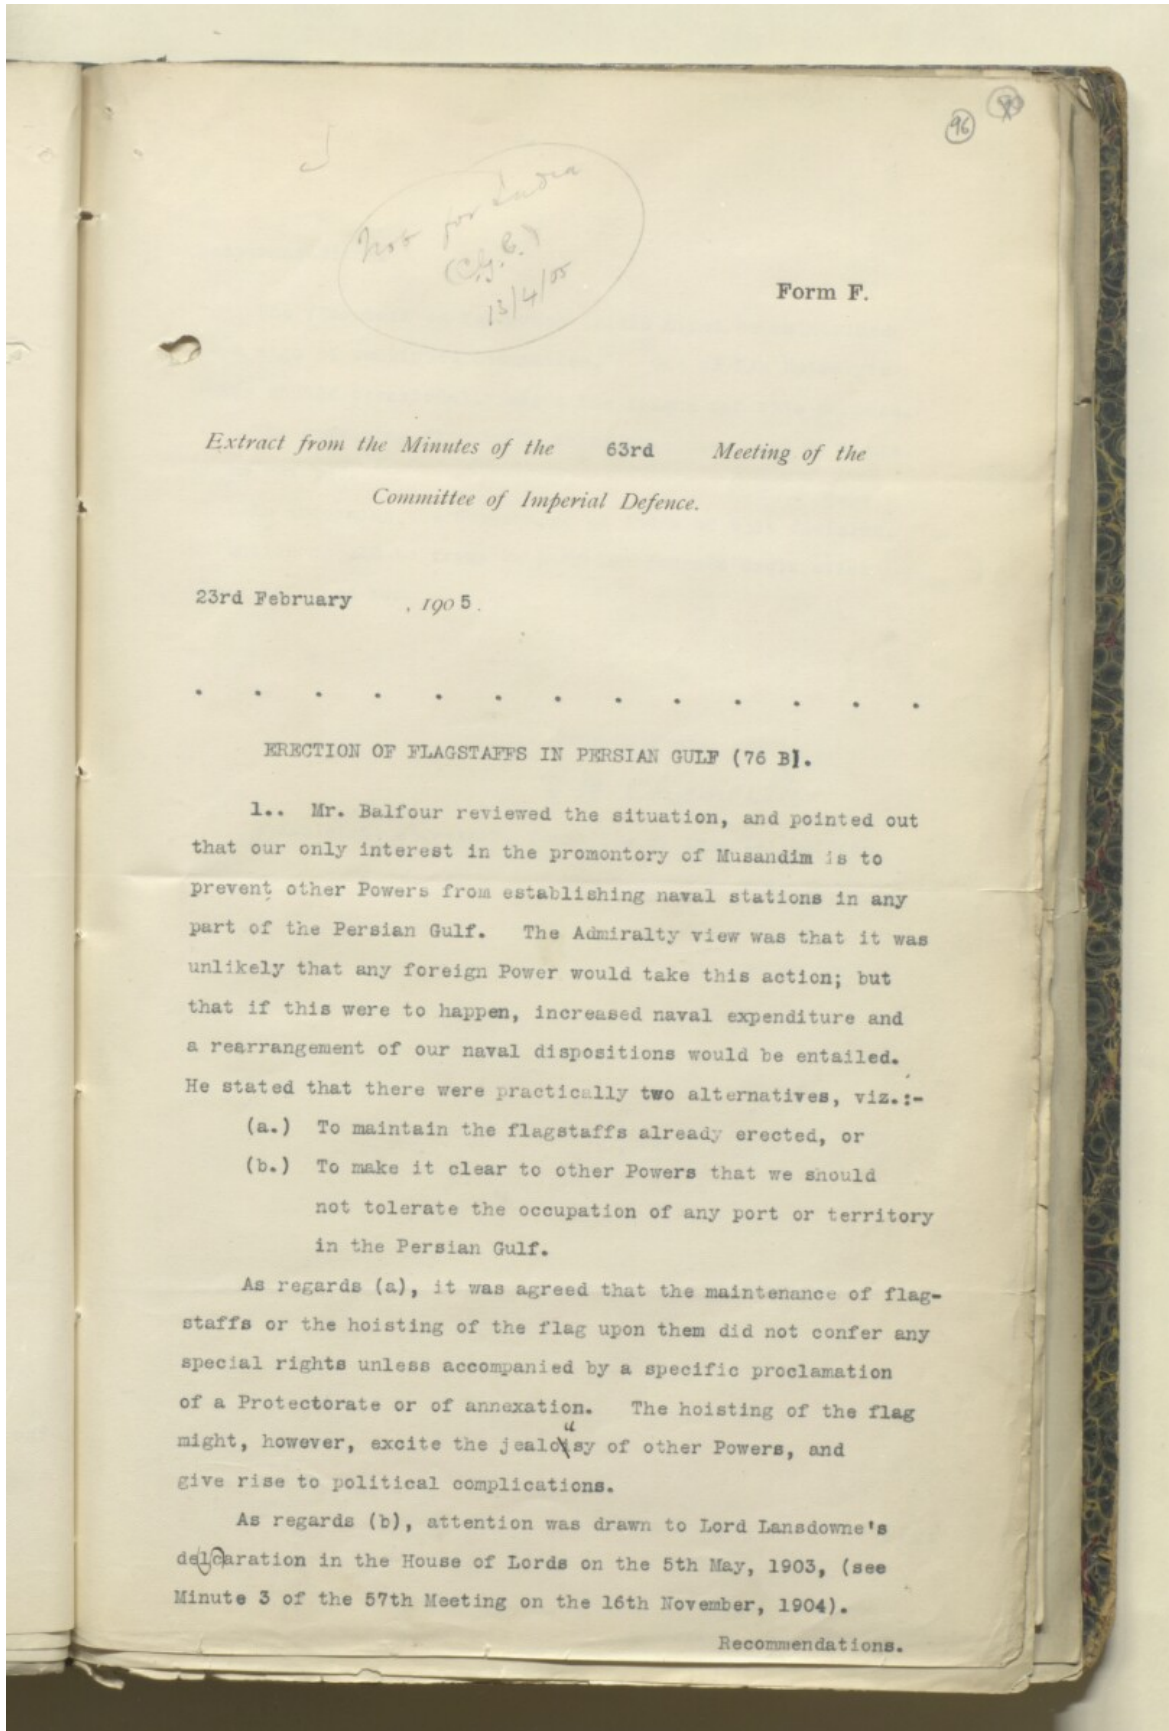 96
Not for India
(C.G.B.)
13/4/05
Form F.
Extract from the Minutes of the 63rd Meeting of the
Committee of Imperial Defence.
23rd February , 1905.
. . . . . . . . . . . . .
ERECTION OF FLAGSTAFFS IN PERSIAN GULF (76 B).
1.. Mr. Balfour reviewed the situation, and pointed out
that our only interest in the promontory of Musandim is to
prevent other Powers from establishing naval stations in any
part of the Persian Gulf. The Admiralty view was that it was
unlikely that any foreign Power would take this action; but
that if this were to happen, increased naval expenditure and
a rearrangement of our naval dispositions would be entailed.
He stated that there were practically two alternatives, viz.:-
(a.) To maintain the flagstaffs already erected, or
(b.) To make it clear to other Powers that we should
not tolerate the occupation of any port or territory
in the Persian Gulf.
As regards (a), it was agreed that the maintenance of flag-
staffs or the hoisting of the flag upon them did not confer any
special rights unless accompanied by a specific proclamation
of a Protectorate or of annexation. The hoisting of the flag
might, however, excite the jealousy of other Powers, and
give rise to political complications.
As regards (b), attention was drawn to Lord Lansdowne's
delcaration in the House of Lords on the 5th May, 1903, (see
Minute 3 of the 57th Meeting on the 16th November, 1904).
Recommendations.